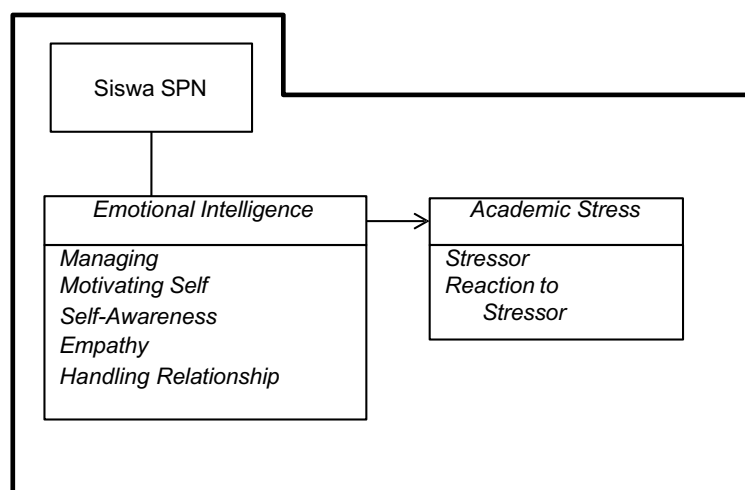 Siswa SPN
Emotional Intelligence
Managing
Motivating Self
Self-Awareness
Empathy
Handling Relationship
Academic Stress
Stressor
Reaction to
Stressor